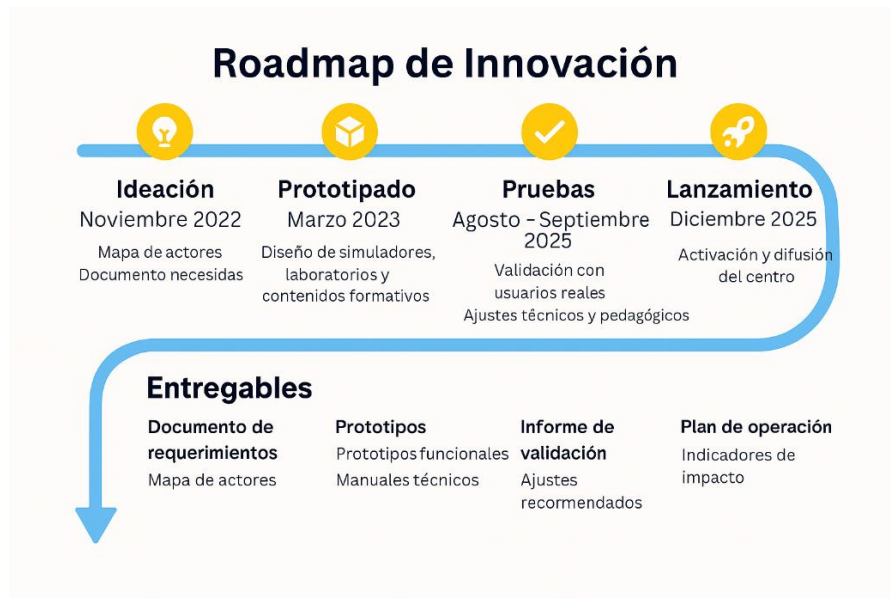 Roadmap de Innovación
Ideación
Noviembre 2022
Mapa de actores
Documento necesidas
Prototipado
Marzo 2023
Diseño de simuladores,
laboratorios y
contenidos formativos
Pruebas
Agosto – Septiembre
2025
Validación con
usuarios reales
Ajustes técnicos y pedagógicos
Lanzamiento
Diciembre 2025
Activación y difusión
del centro
Entregables
Documento de
requerimientos
Mapa de actores
Prototipos
Prototipos funcionales
Manuales técnicos
Informe de
validación
Ajustes
recomendados
Plan de operación
Indicadores de
impacto